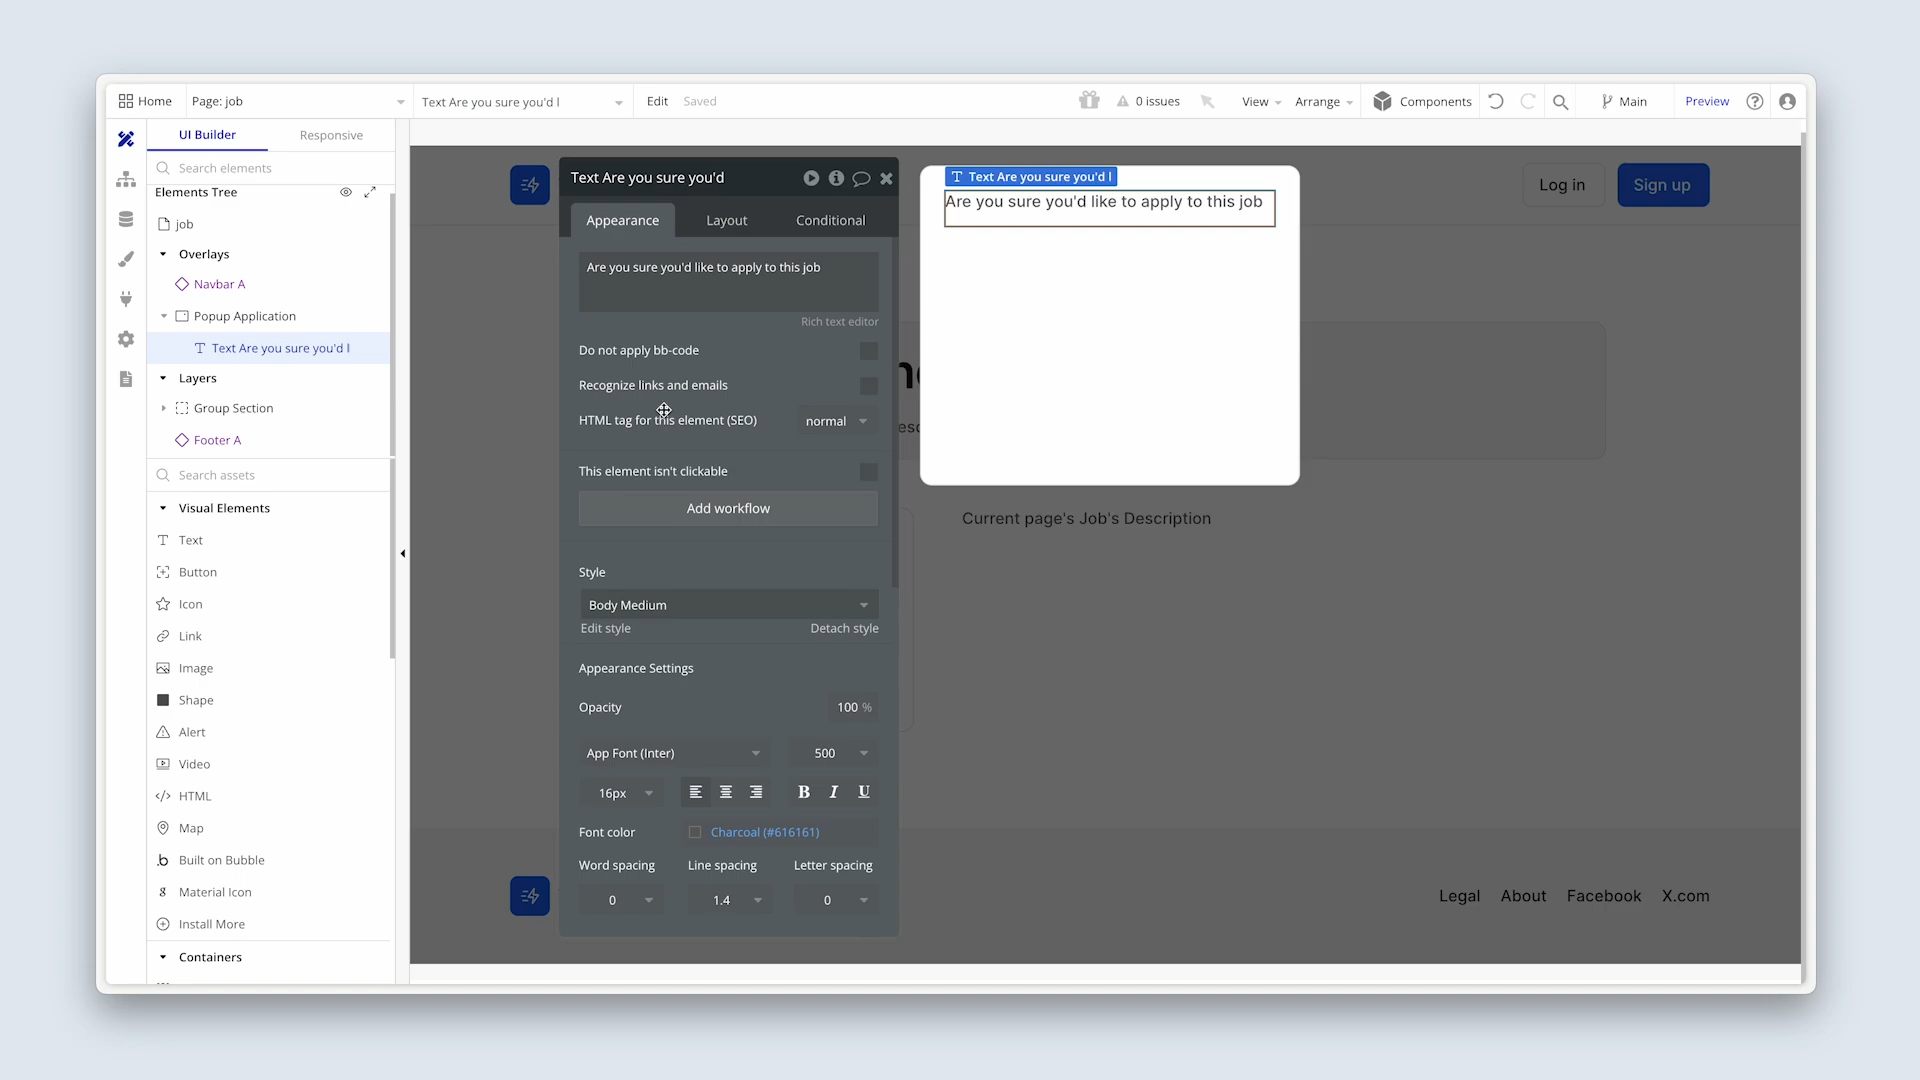 Home
Page: job
Text Are you sure you'd l
Edit
Saved
0 issues
View
Arrange
Components
Main
Preview
UI Builder
Responsive
Search elements
Elements Tree
job
Overlays
Navbar A
Popup Application
Text Are you sure you'd l
Layers
Group Section
Footer A
Search assets
Visual Elements
Text
Button
Icon
Link
Image
Shape
Alert
Video
HTML
Map
Built on Bubble
Material Icon
Install More
Containers
Text Are you sure you'd
Appearance
Layout
Conditional
Are you sure you'd like to apply to this job
Rich text editor
Do not apply bb-code
Recognize links and emails
HTML tag for this element (SEO)
normal
This element isn't clickable
Add workflow
Style
Body Medium
Edit style
Detach style
Appearance Settings
Opacity
100 %
App Font (Inter)
500
16px
B I U
Font color
Charcoal (#616161)
Word spacing
Line spacing
Letter spacing
0
1.4
0
Text Are you sure you'd l
Are you sure you'd like to apply to this job
Log in
Sign up
Current page's Job's Description
Legal
About
Facebook
X.com